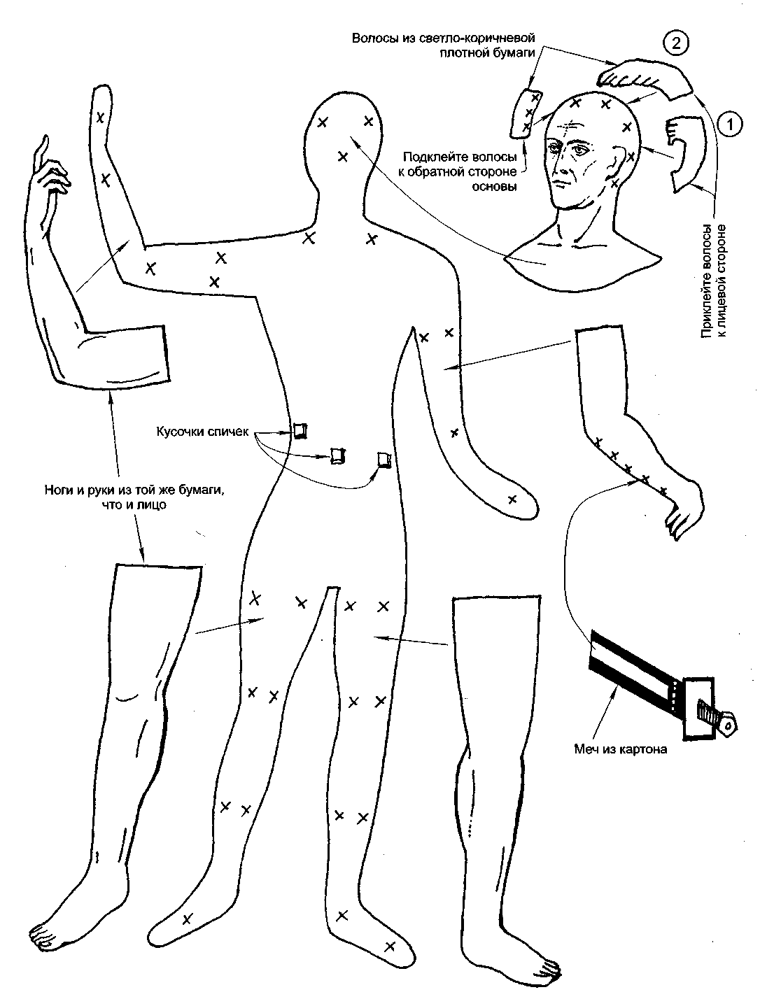 Волосы из светло-коричневой
плотной бумаги
2
1
Подклейте волосы
к обратной стороне
основы
Приклейте волосы
к лицевой стороне
Кусочки спичек
Ноги и руки из той же бумаги,
что и лицо
Меч из картона